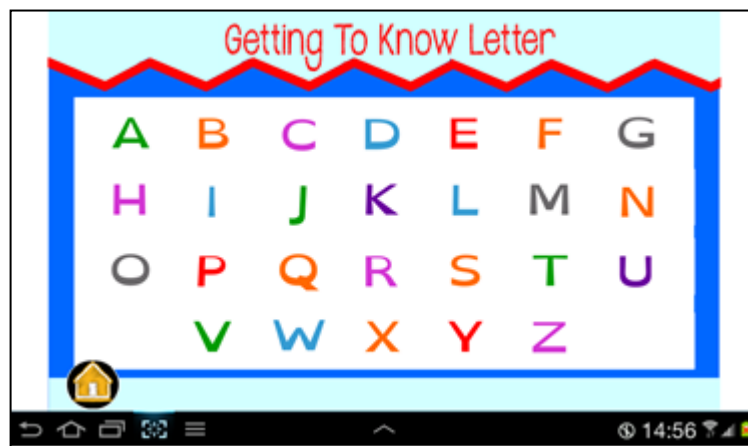 Getting To Know Letter
A B C D E F G
H I J K L M N
O P Q R S T U
V W X Y Z
14:56